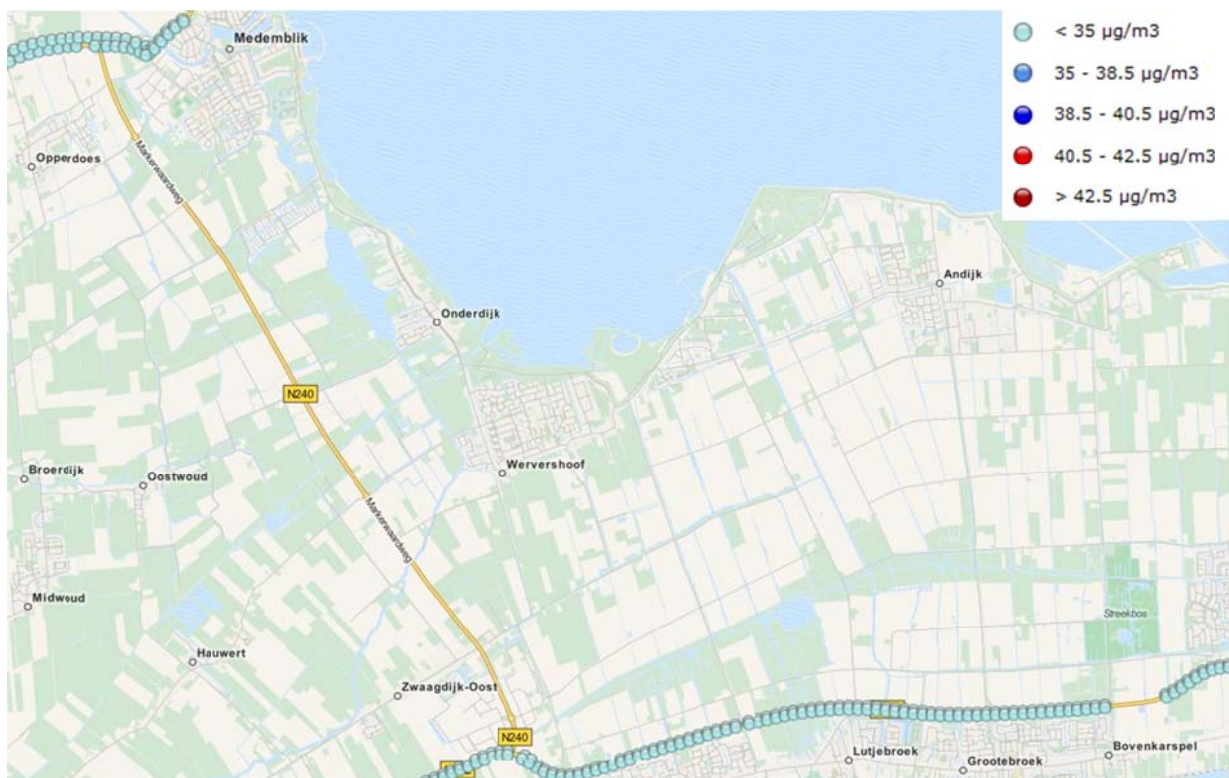 < 35 µg/m3
35 - 38.5 µg/m3
38.5 - 40.5 µg/m3
40.5 - 42.5 µg/m3
> 42.5 µg/m3
Medemblik
Opperdoes
Markerwaardweg
Andijk
Onderdijk
N240
Wervershoof
Broerdijk
Oostwoud
Markerwaardweg
Midwoud
Streekbos
Hauwert
Zwaagdijk-Oost
N240
Lutjebroek
Bovenkarspel
Grootebroek